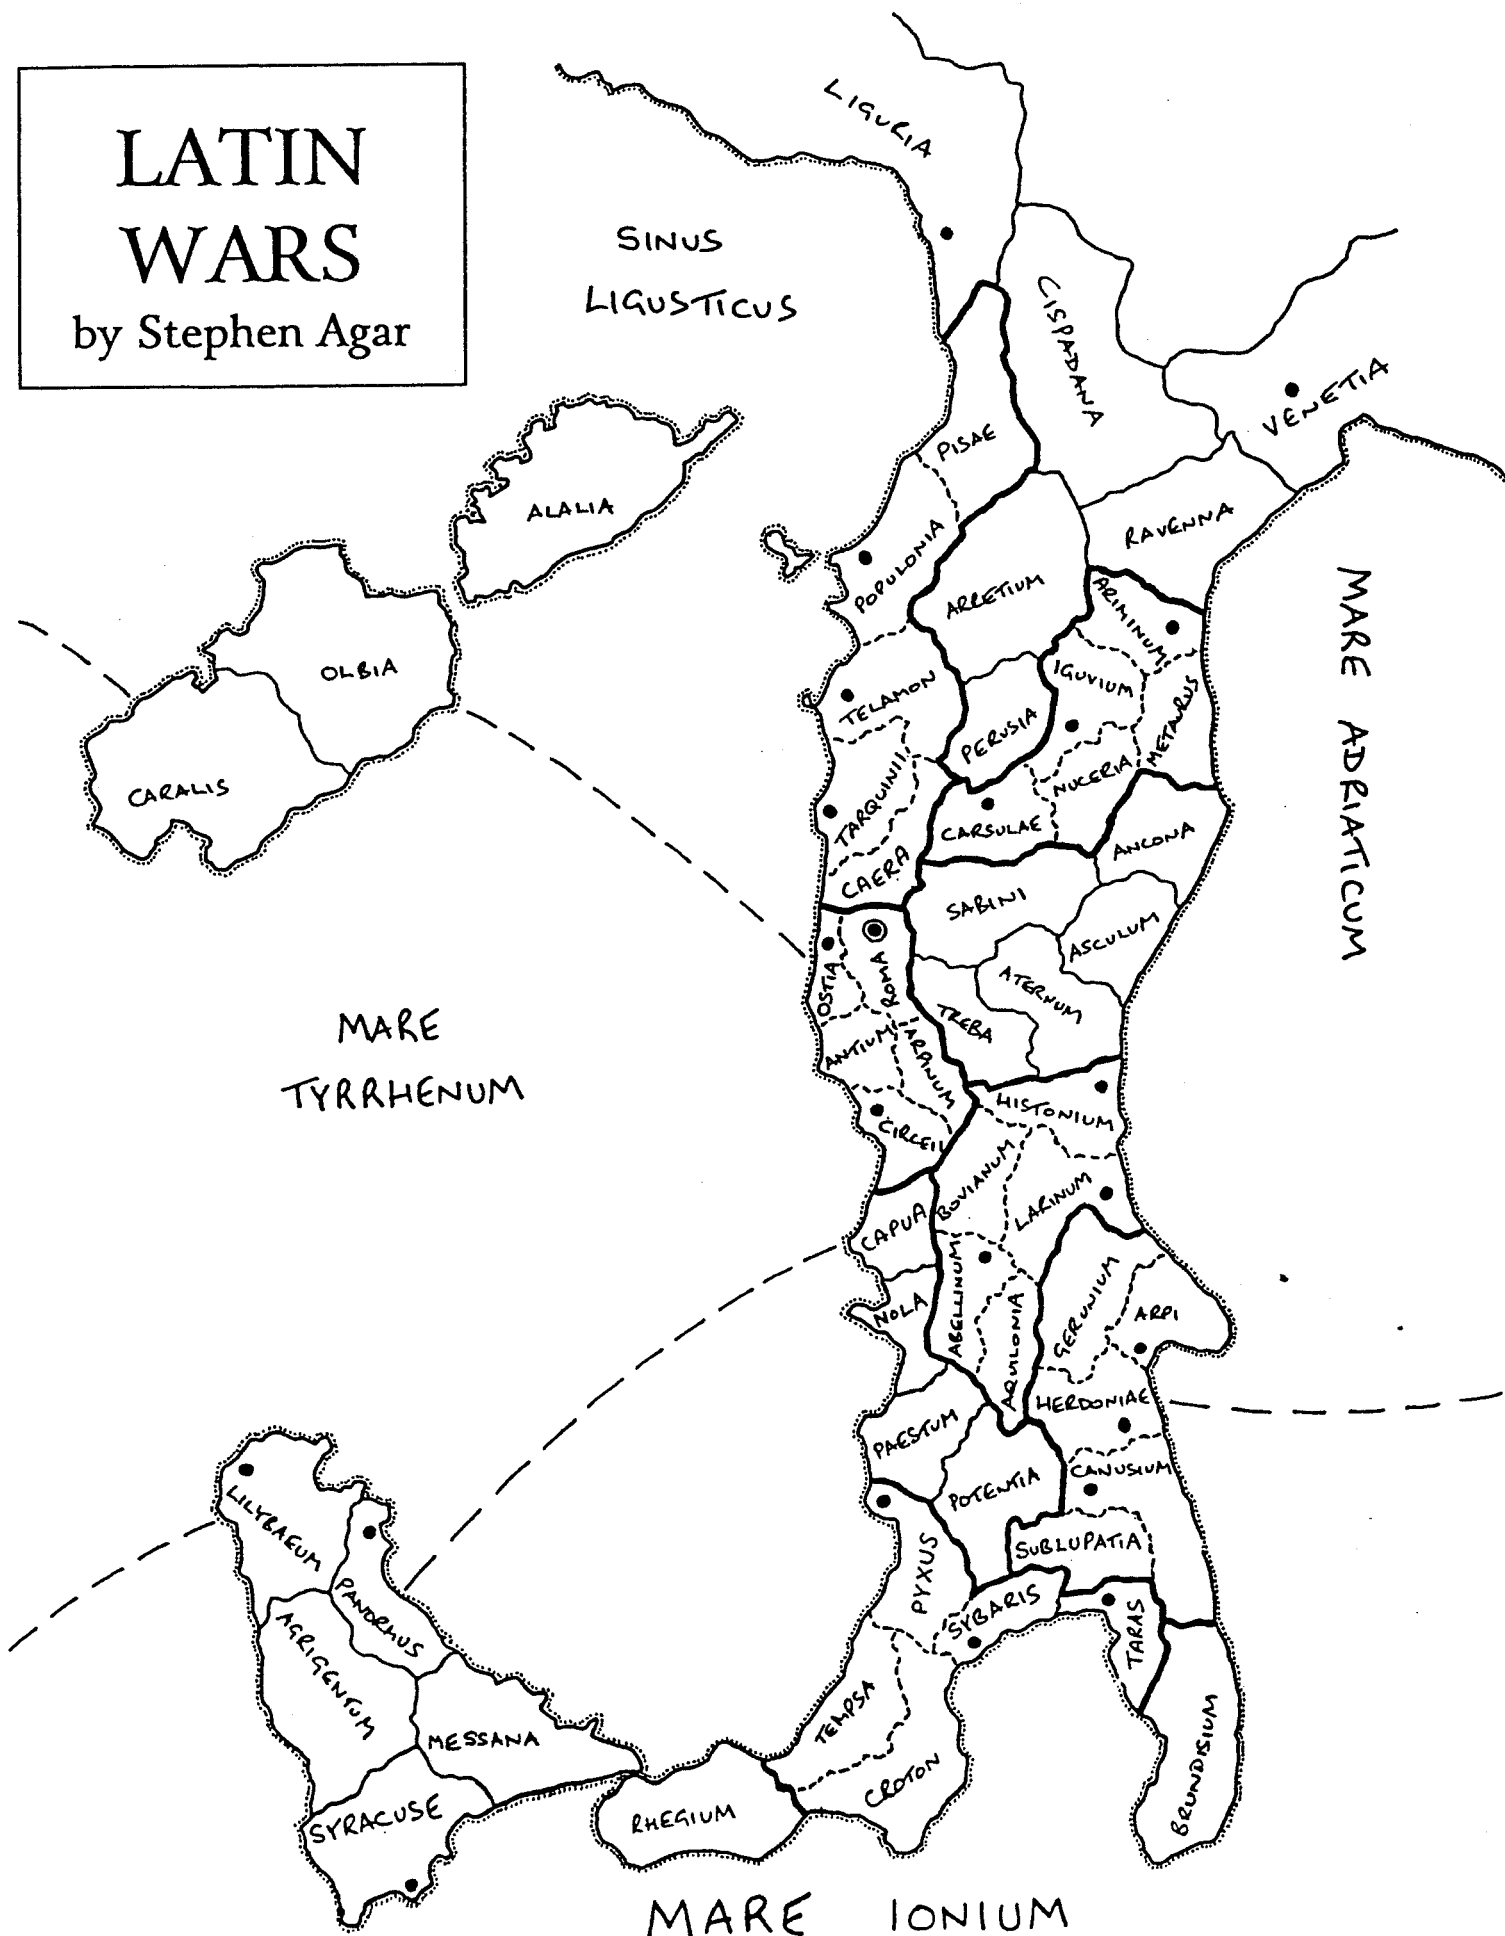 LATIN
WARS
by Stephen Agar
LIGURIA
SINUS
LIGUSTICUS
CISPADANA
VENETIA
PISAE
ALALIA
RAVENNA
POPULONIA
ARRETIUM
ARIMINUM
MARE ADRIATICUM
OLBIA
IGUVIUM
TELAMON
METAURUS
PERUSIA
CARALIS
TARQUINII
NUCERIA
CARSULAE
ANCONA
CAERA
SABINI
ASCULUM
OSTIA
ROMA
ATERNUM
MARE
TYRRHENUM
TREBA
ANTIUM
ARPINUM
HISTONIUM
CIRCEII
BOVIANUM
LARINUM
CAPUA
ABELLINUM
GERUNIUM
NOLA
AQUILONIA
ARPI
HERDONIAE
PAESTUM
CANUSIUM
POTENTIA
LILYBAEUM
SUBLUPATIA
PYXUS
PANORMUS
SYBARIS
TARAS
AGRIGENTUM
TEMPSA
MESSANA
CROTON
BRUNDISIUM
SYRACUSE
RHEGIUM
MARE IONIUM